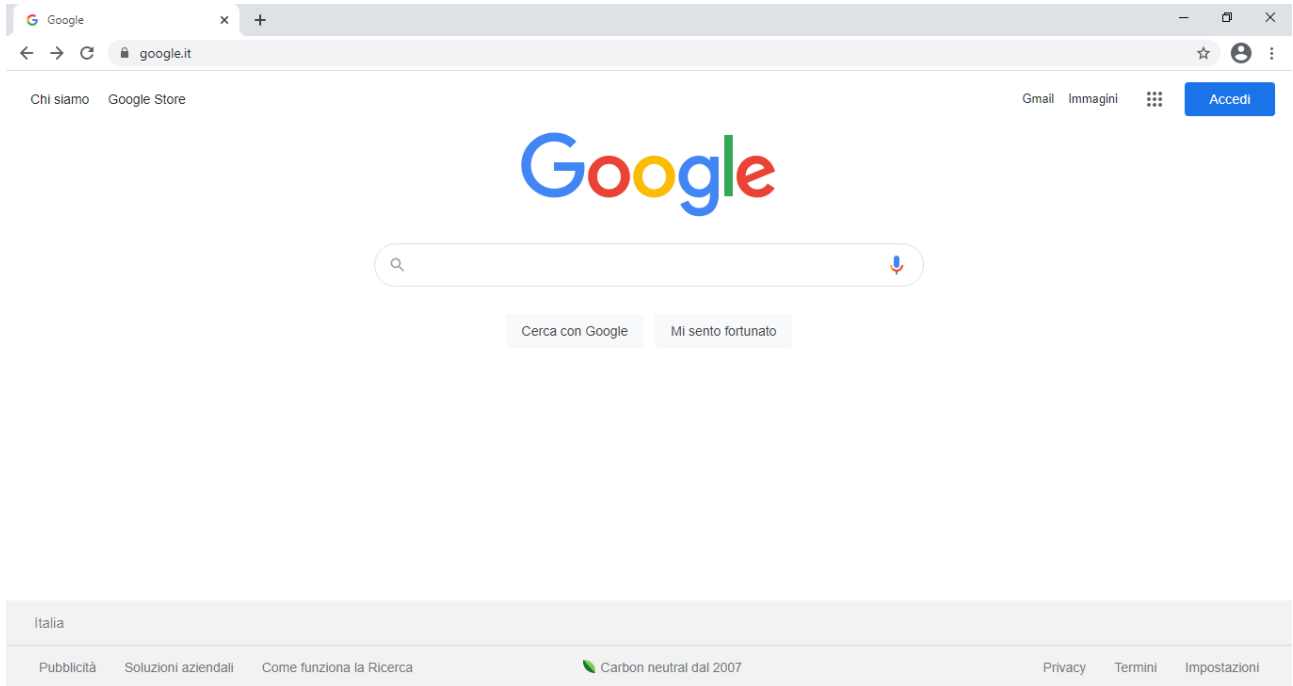 Google
google.it
Chi siamo Google Store Gmail Immagini Accedi
Google
Cerca con Google Mi sento fortunato
Italia
Pubblicità Soluzioni aziendali Come funziona la Ricerca Carbon neutral dal 2007 Privacy Termini Impostazioni